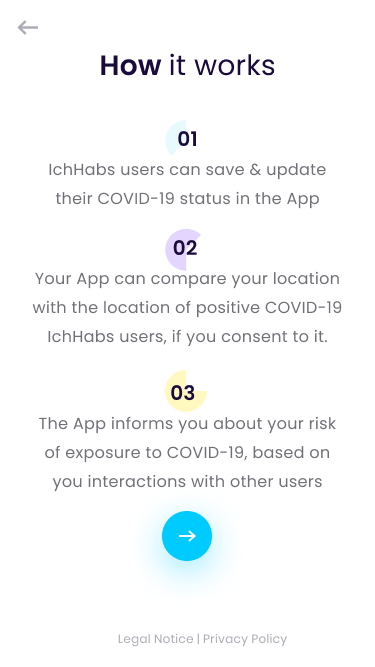 How it works
01
IchHabs users can save & update
their COVID-19 status in the App
02
Your App can compare your location
with the location of positive COVID-19
IchHabs users, if you consent to it.
03
The App informs you about your risk
of exposure to COVID-19, based on
you interactions with other users
Legal Notice | Privacy Policy